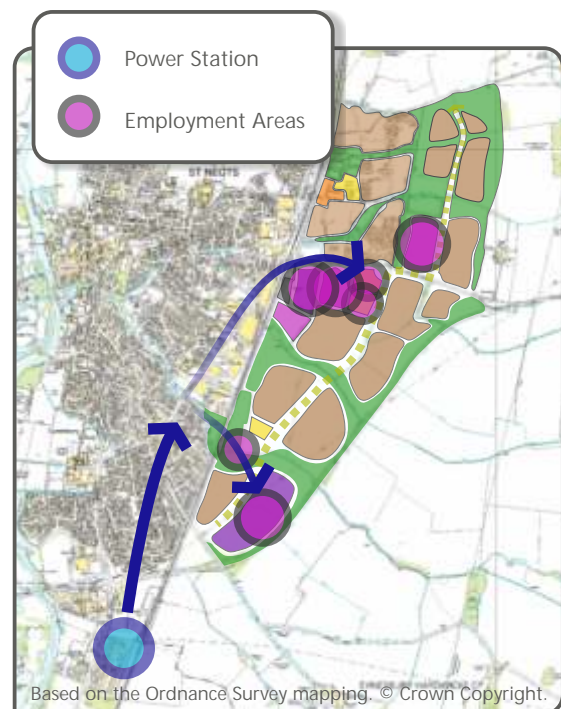 Power Station
Employment Areas
ST NEOTS
Based on the Ordnance Survey mapping. © Crown Copyright.